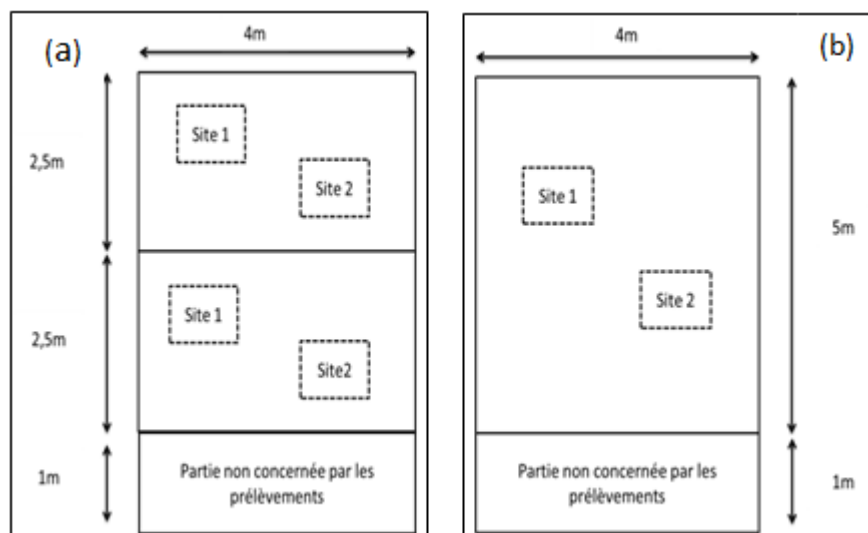 (a)
4m
2,5m
Site 1
Site 2
2,5m
Site 1
Site2
1m
Partie non concernée par les
prélèvements
(b)
4m
Site 1
Site 2
5m
Partie non concernée par les
prélèvements
1m